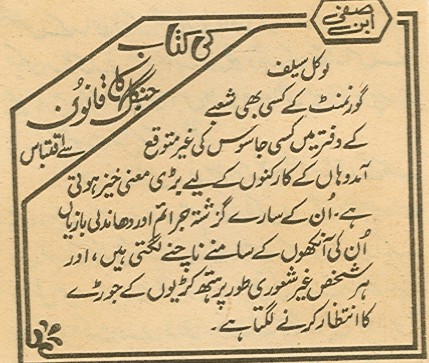 ابن صفی
کی کتاب
جنگل کا قانون
سے اقتباس
لوکل سیلف
گورنمنٹ کے کسی بھی شعبے
کے دفتر میں کسی جاسوس کی غیر متوقع
آمد وہاں کے کارکنوں کے لیے بڑی معنی خیز ہوتی
ہے۔ اُن کے سارے گزشتہ جرائم اور دھاندلی بازیاں
اُن کی آنکھوں کے سامنے ناچنے لگتی ہیں، اور
ہر شخص غیر شعوری طور پر ہتھکڑیوں کے جوڑے
کا انتظار کرنے لگتا ہے۔